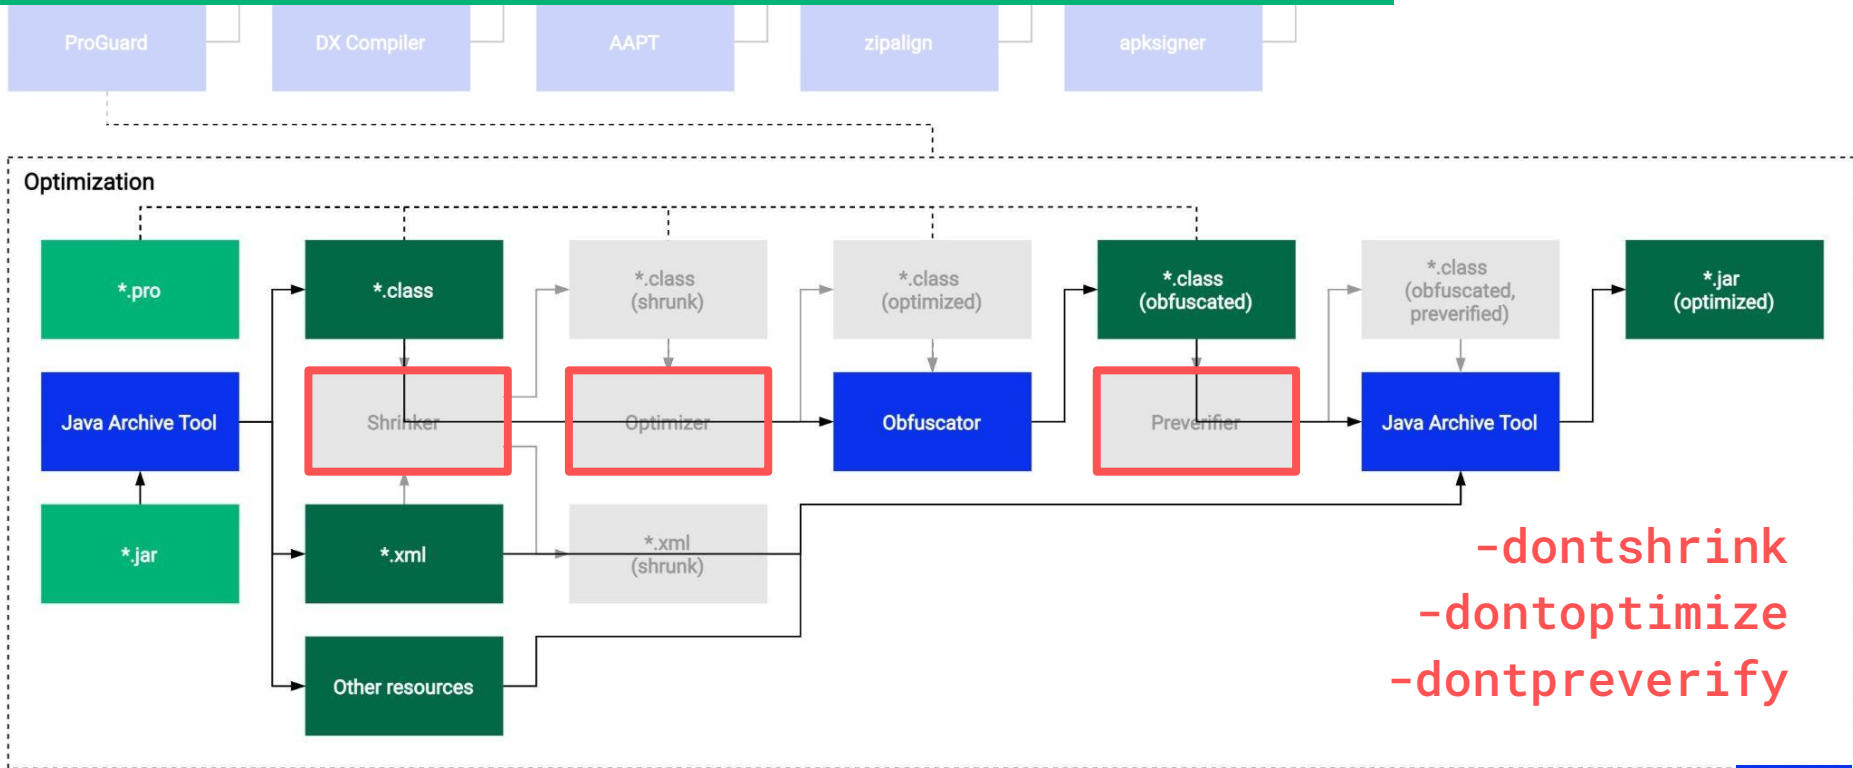 ProGuard
DX Compiler
AAPT
zipalign
apksigner
Optimization
*.pro
*.class
*.class
(shrunk)
*.class
(optimized)
*.class
(obfuscated)
*.class
(obfuscated,
preverified)
*.jar
(optimized)
Java Archive Tool
Shrinker
Optimizer
Obfuscator
Preverifier
Java Archive Tool
*.jar
*.xml
*.xml
(shrunk)
Other resources
-dontshrink
-dontoptimize
-dontpreverify